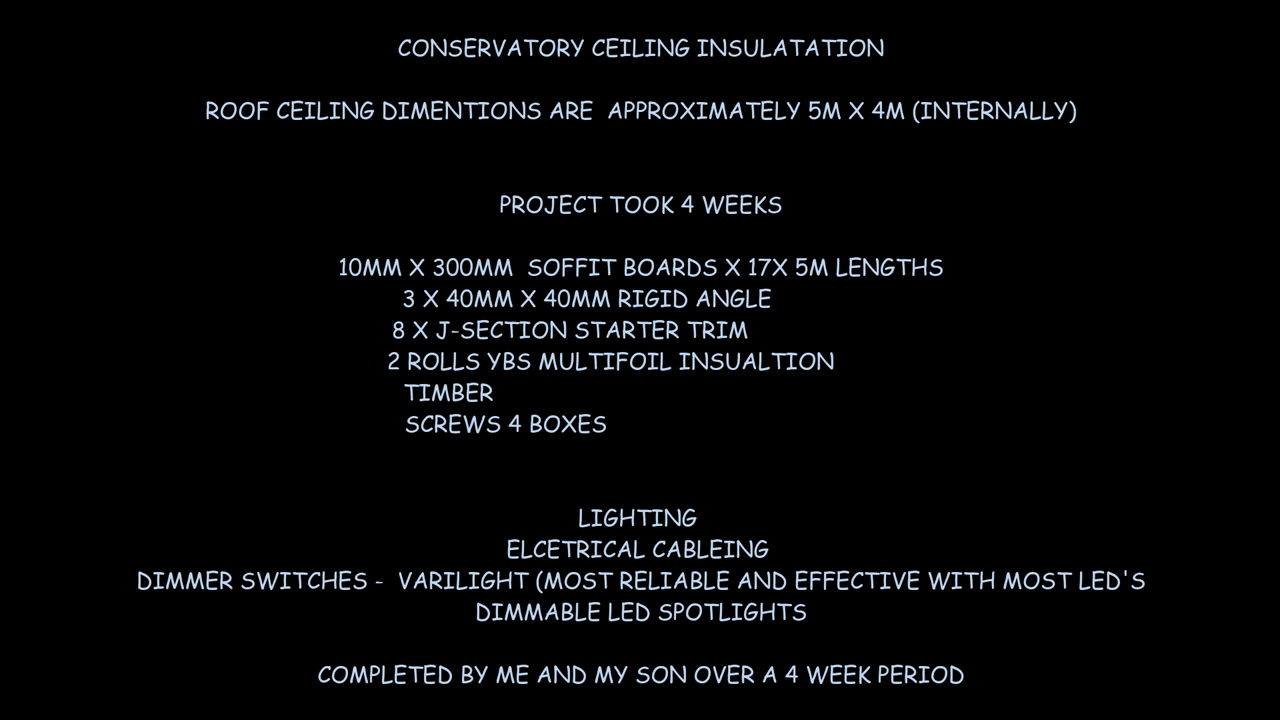 CONSERVATORY CEILING INSULATATION
ROOF CEILING DIMENTIONS ARE  APPROXIMATELY 5M X 4M (INTERNALLY)
PROJECT TOOK 4 WEEKS
10MM X 300MM  SOFFIT BOARDS X 17X 5M LENGTHS
3 X 40MM X 40MM RIGID ANGLE
8 X J-SECTION STARTER TRIM
2 ROLLS YBS MULTIFOIL INSUALTION
TIMBER
SCREWS 4 BOXES
LIGHTING
ELCETRICAL CABLEING
DIMMER SWITCHES -  VARILIGHT (MOST RELIABLE AND EFFECTIVE WITH MOST LED'S
DIMMABLE LED SPOTLIGHTS
COMPLETED BY ME AND MY SON OVER A 4 WEEK PERIOD